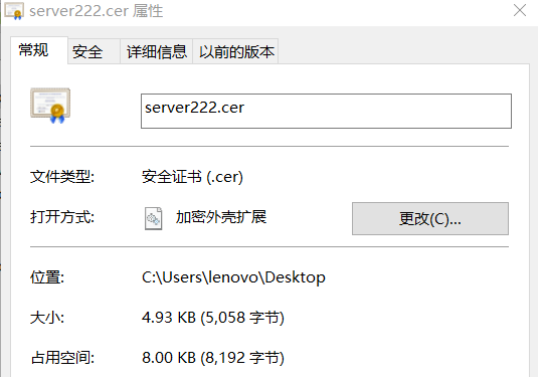 server222.cer 属性
常规 安全 详细信息 以前的版本
server222.cer
文件类型: 安全证书 (.cer)
打开方式: 加密外壳扩展 更改(C)...
位置: C:\Users\lenovo\Desktop
大小: 4.93 KB (5,058 字节)
占用空间: 8.00 KB (8,192 字节)